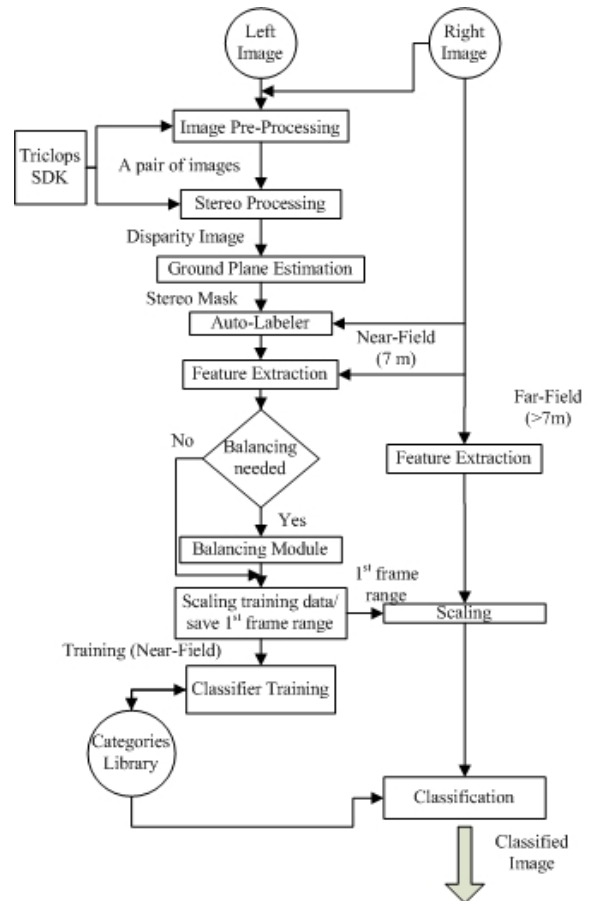 Left
Image
Right
Image
Image Pre-Processing
Triclops
SDK
A pair of images
Stereo Processing
Disparity Image
Ground Plane Estimation
Stereo Mask
Auto-Labeler
Near-Field
(7 m)
Feature Extraction
Far-Field
(>7m)
No
Balancing
needed
Feature Extraction
Yes
Balancing Module
1st frame
range
Scaling training data/
save 1st frame range
Scaling
Training (Near-Field)
Classifier Training
Categories
Library
Classification
Classified
Image